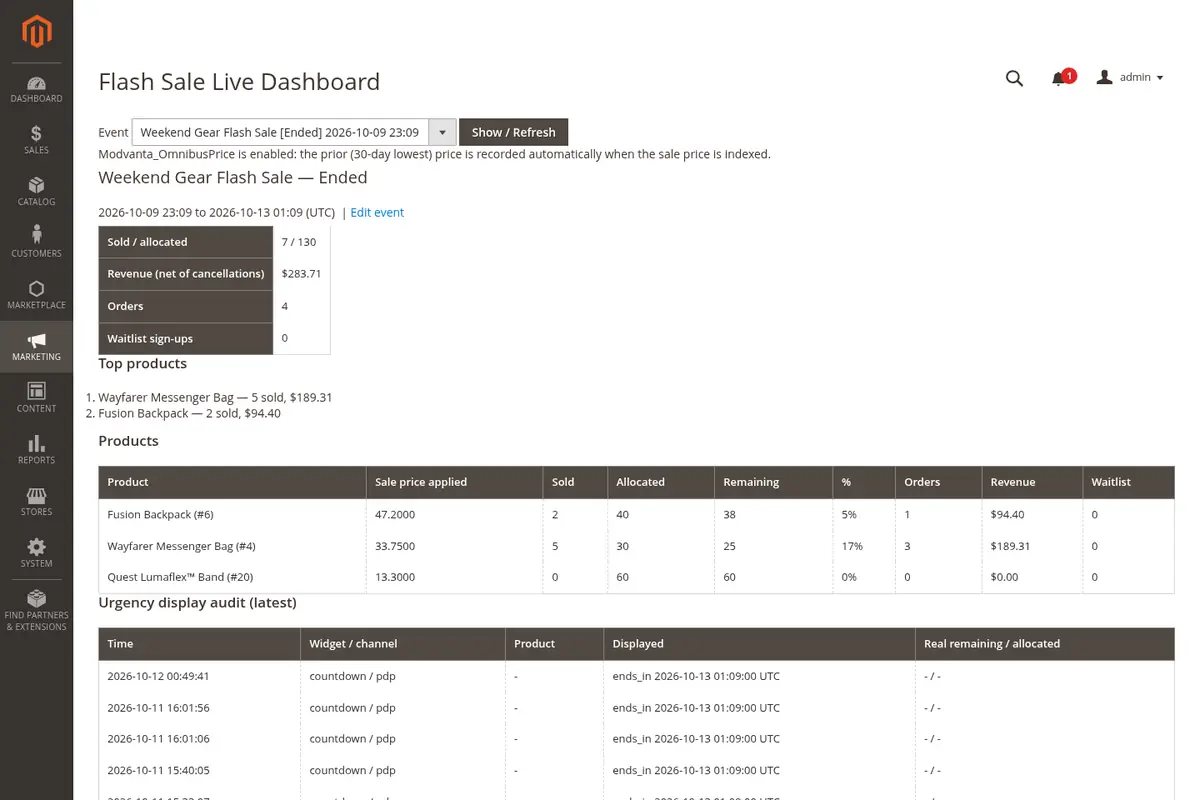 Flash Sale Live Dashboard
1
admin
DASHBOARD
SALES
CATALOG
CUSTOMERS
MARKETPLACE
MARKETING
CONTENT
REPORTS
STORES
SYSTEM
FIND PARTNERS
& EXTENSIONS
Event Weekend Gear Flash Sale [Ended] 2026-10-09 23:09 Show / Refresh
Modvanta_OmnibusPrice is enabled: the prior (30-day lowest) price is recorded automatically when the sale price is indexed.
Weekend Gear Flash Sale — Ended
2026-10-09 23:09 to 2026-10-13 01:09 (UTC) | Edit event
Sold / allocated 7 / 130
Revenue (net of cancellations) $283.71
Orders 4
Waitlist sign-ups 0
Top products
1. Wayfarer Messenger Bag — 5 sold, $189.31
2. Fusion Backpack — 2 sold, $94.40
Products
Product Sale price applied Sold Allocated Remaining % Orders Revenue Waitlist
Fusion Backpack (#6) 47.2000 2 40 38 5% 1 $94.40 0
Wayfarer Messenger Bag (#4) 33.7500 5 30 25 17% 3 $189.31 0
Quest Lumaflex™ Band (#20) 13.3000 0 60 60 0% 0 $0.00 0
Urgency display audit (latest)
Time Widget / channel Product Displayed Real remaining / allocated
2026-10-12 00:49:41 countdown / pdp - ends_in 2026-10-13 01:09:00 UTC - / -
2026-10-11 16:01:56 countdown / pdp - ends_in 2026-10-13 01:09:00 UTC - / -
2026-10-11 16:01:06 countdown / pdp - ends_in 2026-10-13 01:09:00 UTC - / -
2026-10-11 15:40:05 countdown / pdp - ends_in 2026-10-13 01:09:00 UTC - / -